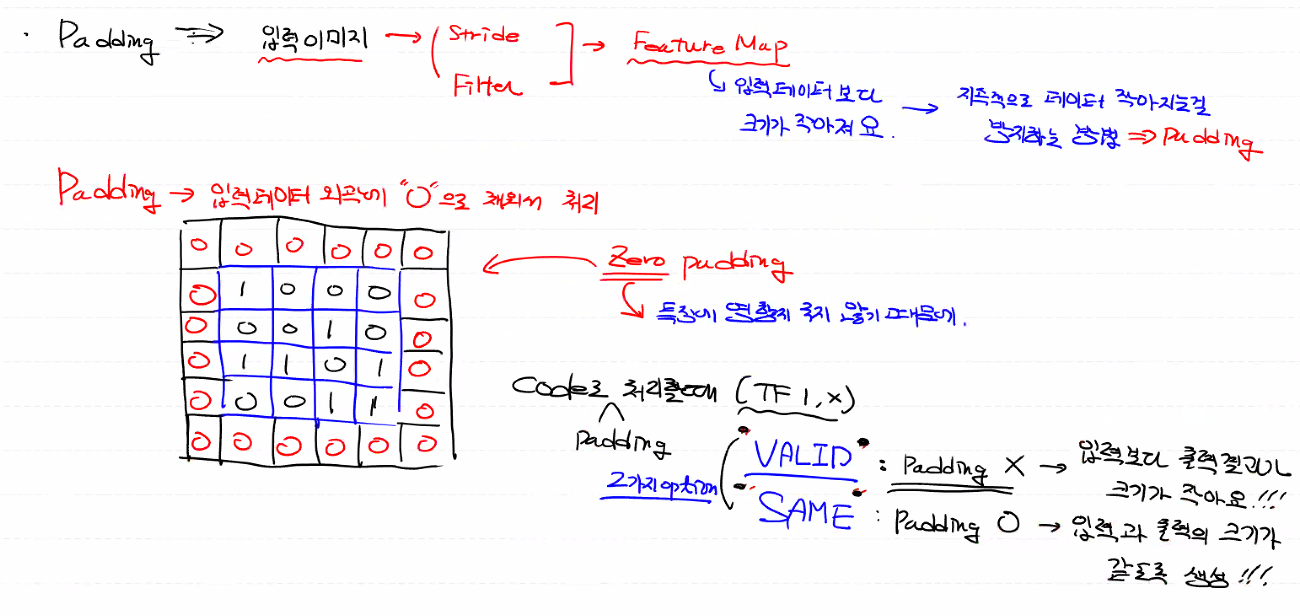 · Padding ⇒ 입력이미지 → ( Stride Filter ] → Feature Map
↳ 입력데이터보다 크기가 작아져요. → 지속적으로 데이터 작아지는걸 방지하는 방법 ⇒ Padding
Padding → 입력데이터 외곽에 "0"으로 채워서 처리
0 0 0 0 0 0
0 1 0 0 0 0
0 0 0 1 0 0
0 1 1 0 1 0
0 0 0 1 1 0
0 0 0 0 0 0
← Zero padding
↳ 특징에 영향을 주지 않기 때문에.
Code로 처리할때 (TF 1.x)
padding
2가지 option
"VALID" : Padding X → 입력보다 출력결과가 크기가 작아요!!!
"SAME" : Padding O → 입력과 출력의 크기가 같도록 생성!!!